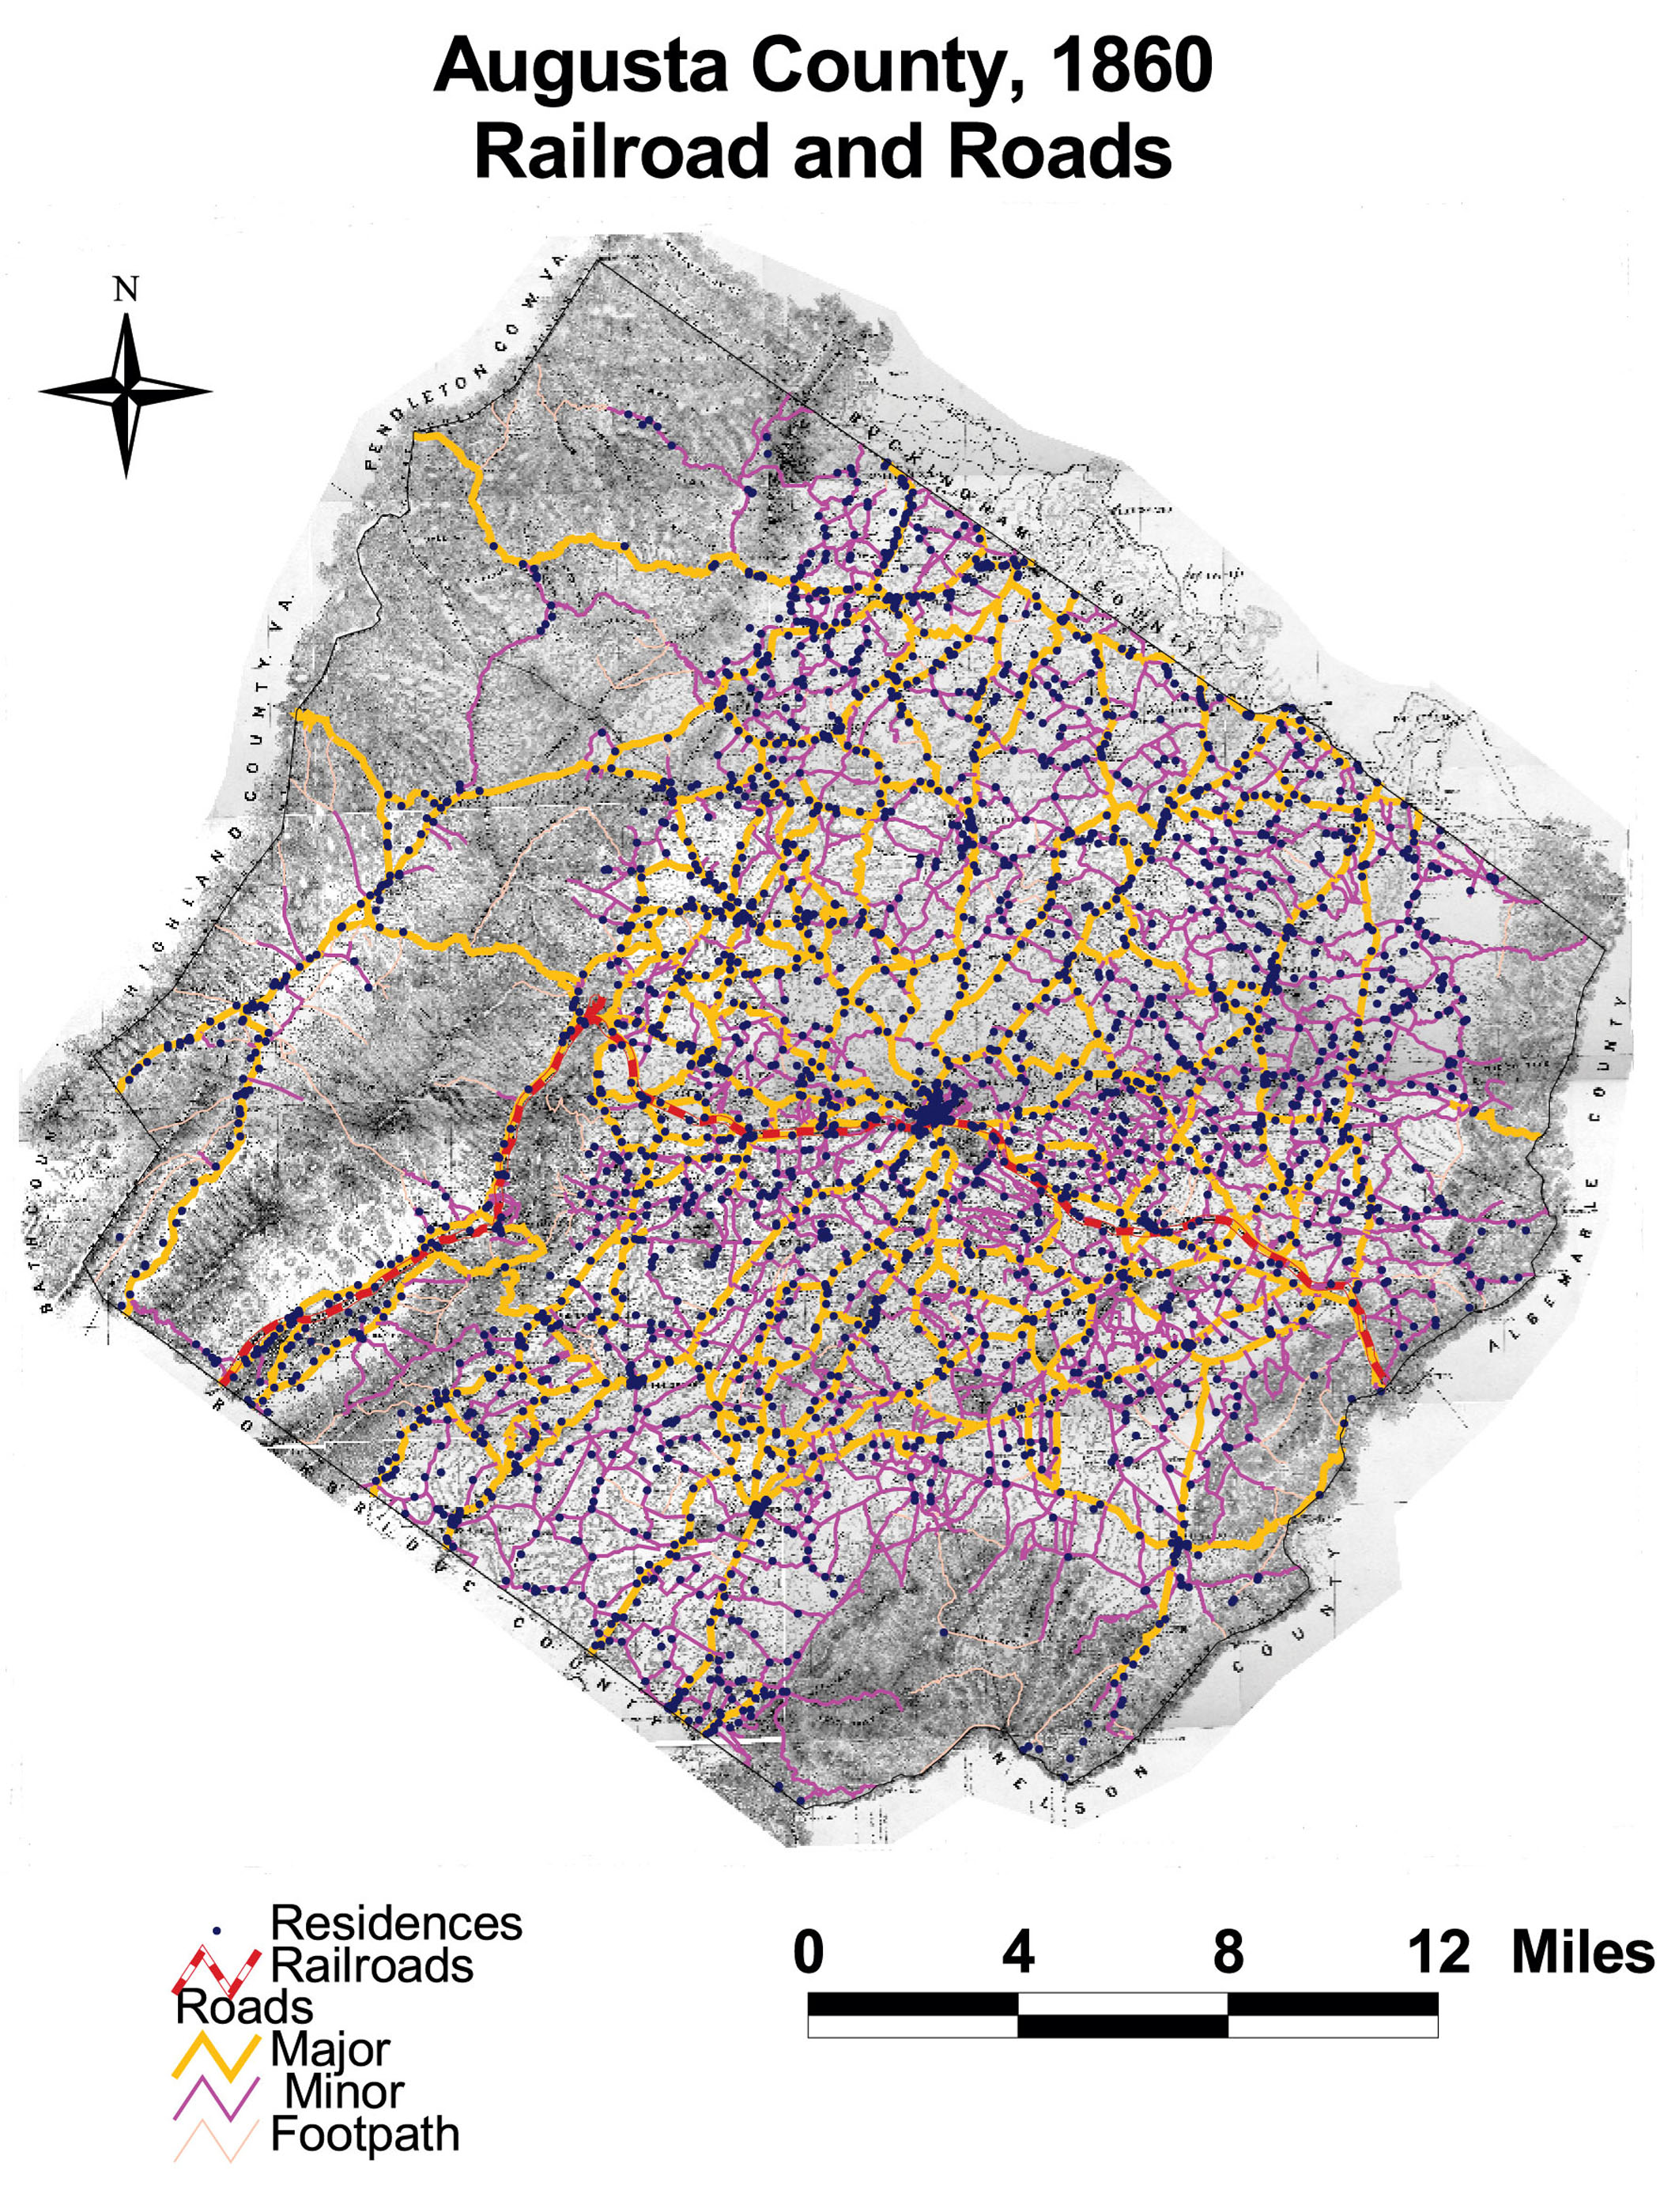 Augusta County, 1860
Railroad and Roads
N
PENDLETON CO W VA.
ROCKINGHAM COUNTY
HIGHLAND COUNTY VA.
BATH COUNTY
ALBEMARLE COUNTY
ROCKBRIDGE COUNTY
NELSON COUNTY
Residences
Railroads
Roads
Major
Minor
Footpath
0 4 8 12 Miles